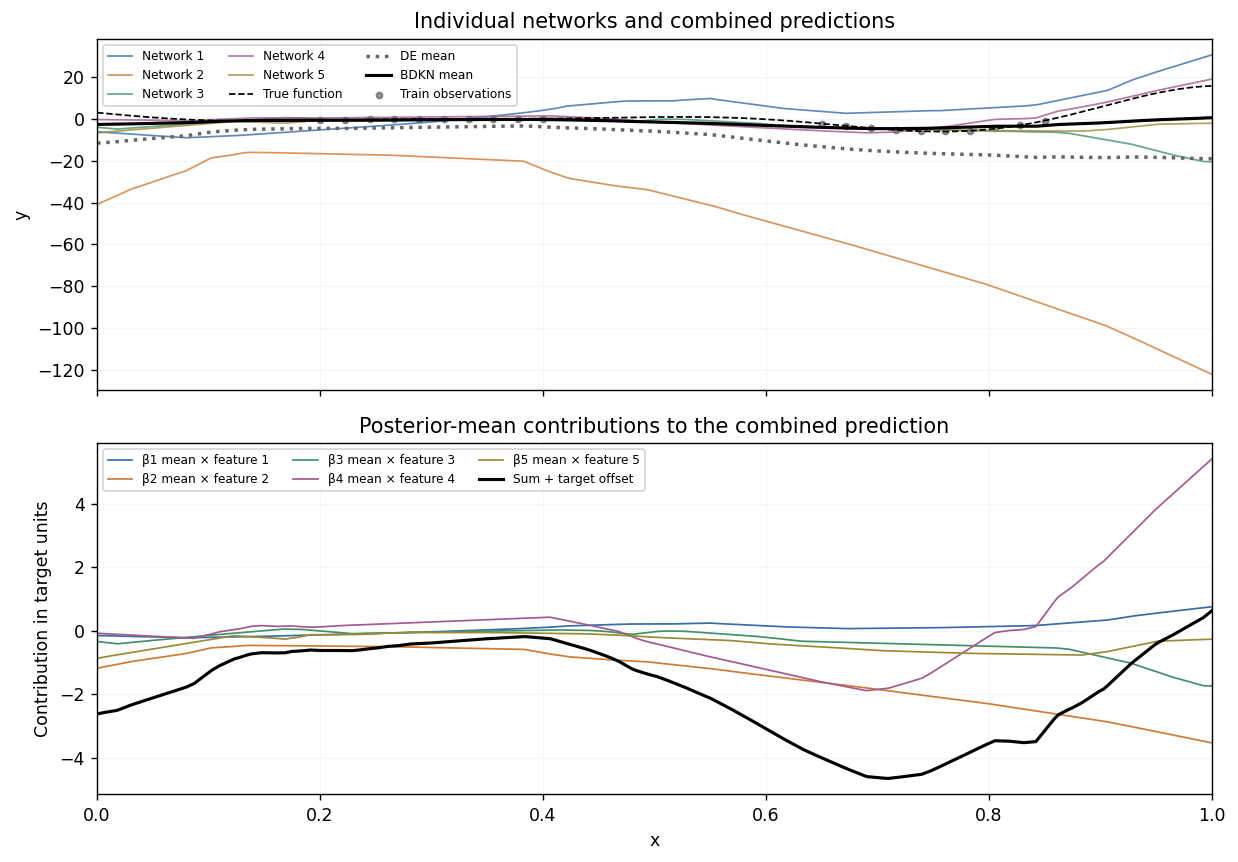 Individual networks and combined predictions
Network 1
Network 2
Network 3
Network 4
Network 5
True function
DE mean
BDKN mean
Train observations
y
20
0
−20
−40
−60
−80
−100
−120
Posterior-mean contributions to the combined prediction
β1 mean × feature 1
β2 mean × feature 2
β3 mean × feature 3
β4 mean × feature 4
β5 mean × feature 5
Sum + target offset
Contribution in target units
4
2
0
−2
−4
0.0 0.2 0.4 0.6 0.8 1.0
x